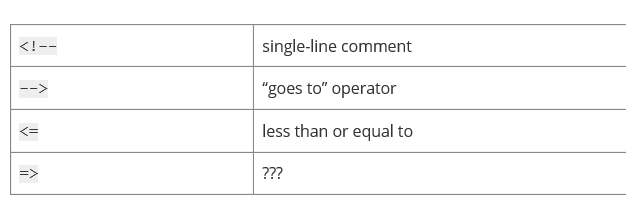 <!-- single-line comment
--> “goes to” operator
<= less than or equal to
=> ???